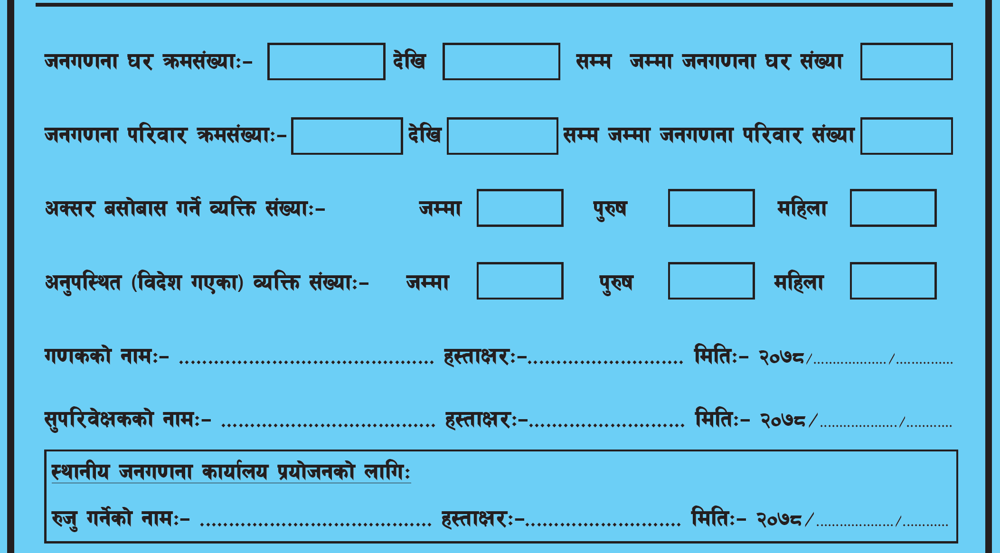 जनगणना घर क्रमसंख्याः- देखि सम्म जम्मा जनगणना घर संख्या
जनगणना परिवार क्रमसंख्याः- देखि सम्म जम्मा जनगणना परिवार संख्या
अक्सर बसोबास गर्ने व्यक्ति संख्याः- जम्मा पुरुष महिला
अनुपस्थित (विदेश गएका) व्यक्ति संख्याः- जम्मा पुरुष महिला
गणकको नामः- ............................................ हस्ताक्षरः-........................... मितिः- २०७८/..................../...............
सुपरिवेक्षकको नामः- ..................................... हस्ताक्षरः-........................... मितिः- २०७८/...................../............
स्थानीय जनगणना कार्यालय प्रयोजनको लागिः
रुजु गर्नेको नामः- ........................................ हस्ताक्षरः-........................... मितिः- २०७८/...................../............